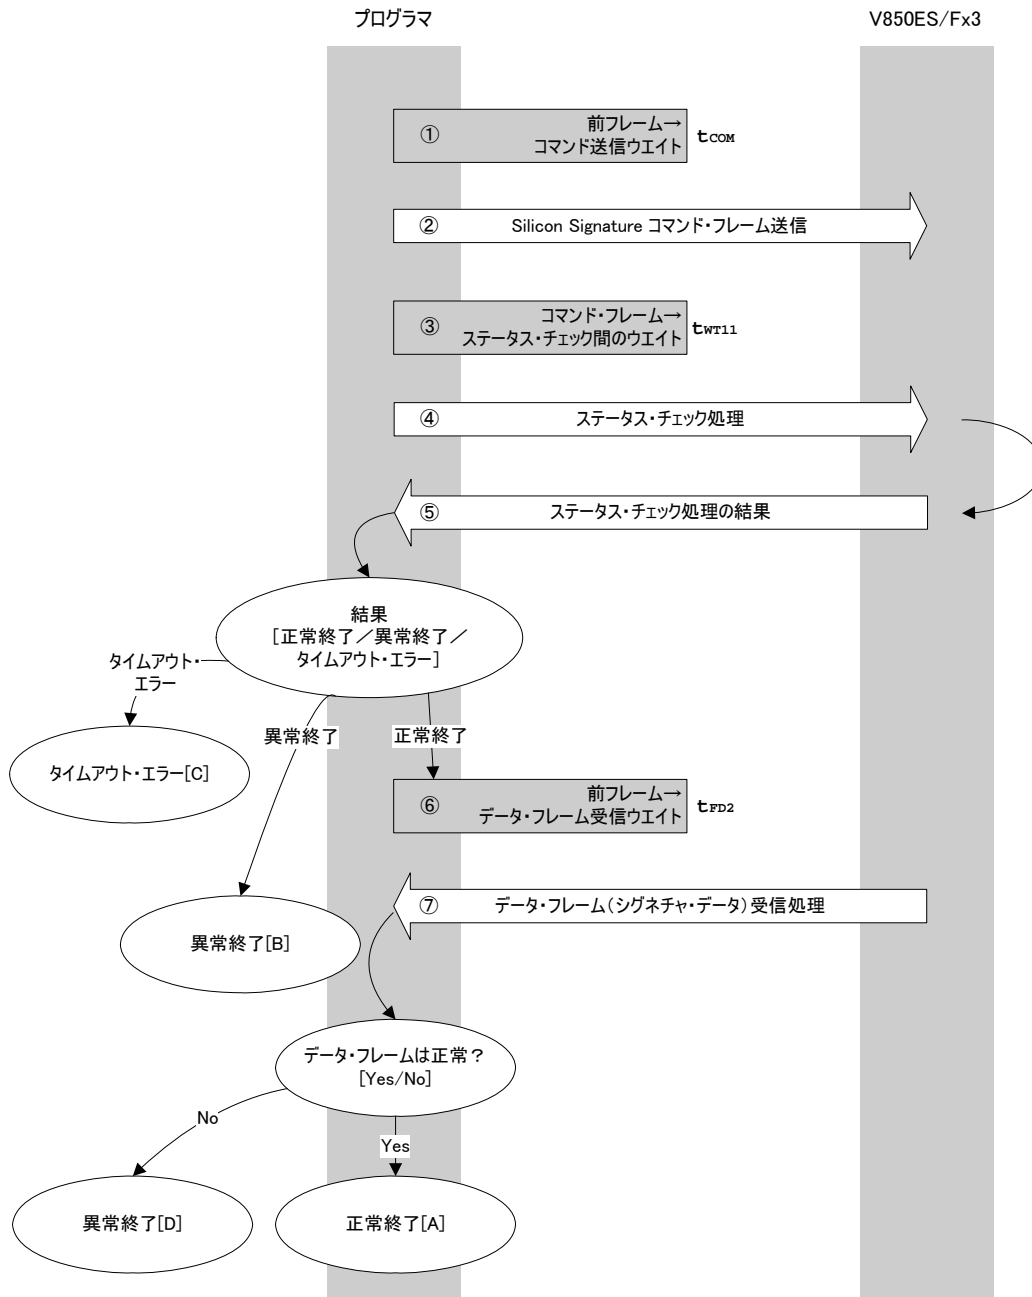 プログラマ
V850ES/Fx3
① 前フレーム→
コマンド送信ウエイト
tCOM
② Silicon Signature コマンド・フレーム送信
③ コマンド・フレーム→
ステータス・チェック間のウエイト
tWT11
④ ステータス・チェック処理
⑤ ステータス・チェック処理の結果
結果
[正常終了／異常終了／
タイムアウト・エラー]
タイムアウト・
エラー
異常終了
正常終了
タイムアウト・エラー[C]
⑥ 前フレーム→
データ・フレーム受信ウエイト
tFD2
⑦ データ・フレーム（シグネチャ・データ）受信処理
異常終了[B]
データ・フレームは正常？
[Yes/No]
No
Yes
異常終了[D]
正常終了[A]